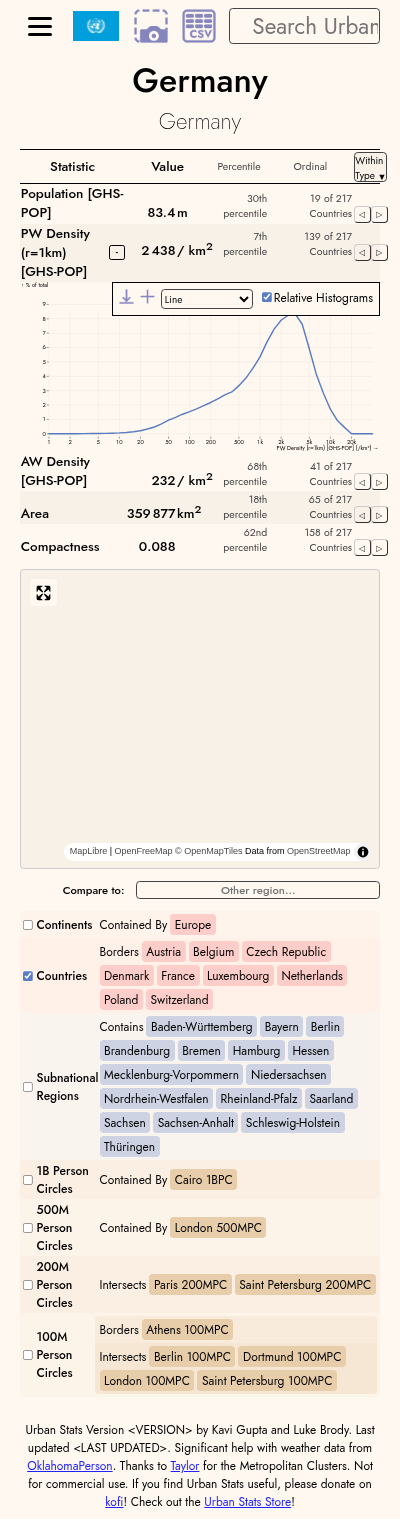 CSV
Search Urban
Germany
Germany
Statistic Value Percentile Ordinal Within Type ▼
Population [GHS-POP] 83.4 m 30th percentile 19 of 217 Countries ◁ ▷
PW Density (r=1km) [GHS-POP] - 2 438 / km² 7th percentile 139 of 217 Countries ◁ ▷
↑ % of total
Line Relative Histograms
9
8
7
6
5
4
3
2
1
0
1 2 5 10 20 50 100 200 500 1k 2k 5k 10k 20k
PW Density (r=1km) [GHS-POP] (/km²) →
AW Density [GHS-POP] 232 / km² 68th percentile 41 of 217 Countries ◁ ▷
Area 359 877 km² 18th percentile 65 of 217 Countries ◁ ▷
Compactness 0.088 62nd percentile 158 of 217 Countries ◁ ▷
MapLibre | OpenFreeMap © OpenMapTiles Data from OpenStreetMap
Compare to: Other region...
Continents Contained By Europe
Countries Borders Austria Belgium Czech Republic
Denmark France Luxembourg Netherlands
Poland Switzerland
Subnational Regions Contains Baden-Württemberg Bayern Berlin
Brandenburg Bremen Hamburg Hessen
Mecklenburg-Vorpommern Niedersachsen
Nordrhein-Westfalen Rheinland-Pfalz Saarland
Sachsen Sachsen-Anhalt Schleswig-Holstein
Thüringen
1B Person Circles Contained By Cairo 1BPC
500M Person Circles Contained By London 500MPC
200M Person Circles Intersects Paris 200MPC Saint Petersburg 200MPC
100M Person Circles Borders Athens 100MPC
Intersects Berlin 100MPC Dortmund 100MPC
London 100MPC Saint Petersburg 100MPC
Urban Stats Version <VERSION> by Kavi Gupta and Luke Brody. Last
updated <LAST UPDATED>. Significant help with weather data from
OklahomaPerson. Thanks to Taylor for the Metropolitan Clusters. Not
for commercial use. If you find Urban Stats useful, please donate on
kofi! Check out the Urban Stats Store!